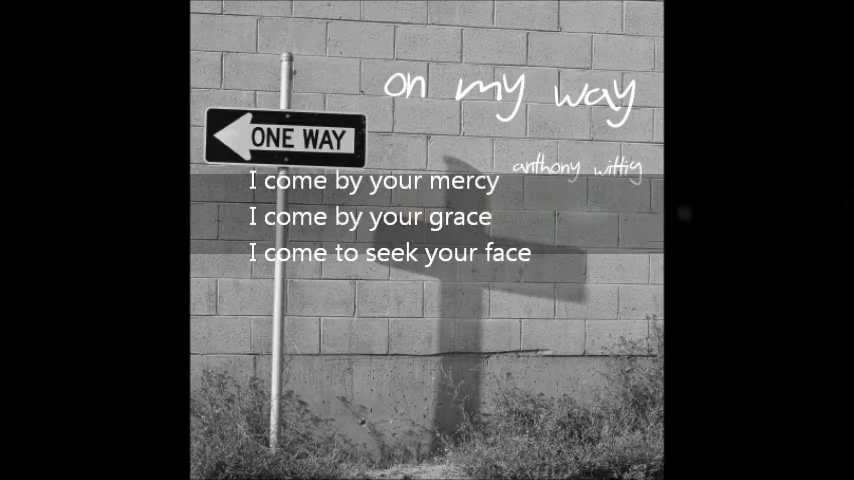 on my way
anthony wittig
ONE WAY
I come by your mercy
I come by your grace
I come to seek your face